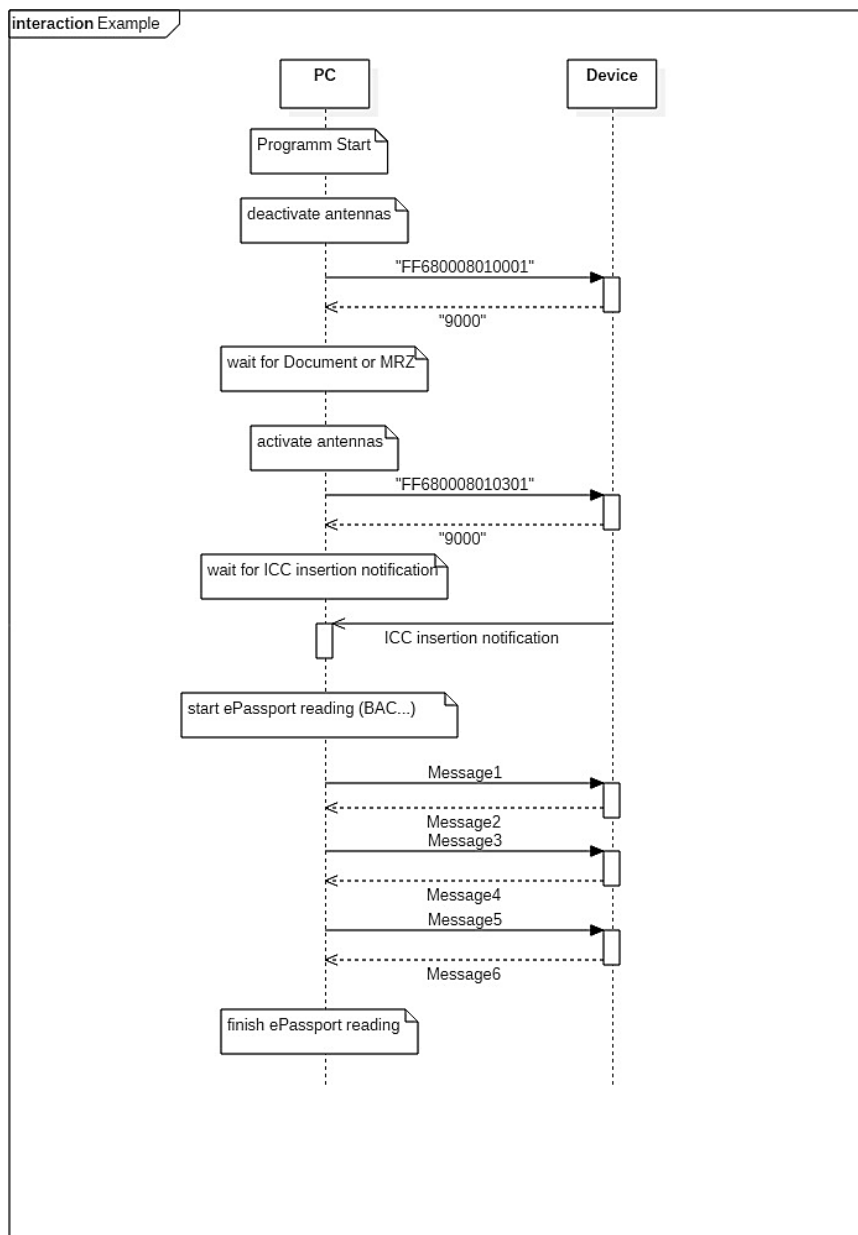 interaction Example
PC
Device
Programm Start
deactivate antennas
"FF680008010001"
"9000"
wait for Document or MRZ
activate antennas
"FF680008010301"
"9000"
wait for ICC insertion notification
ICC insertion notification
start ePassport reading (BAC...)
Message1
Message2
Message3
Message4
Message5
Message6
finish ePassport reading